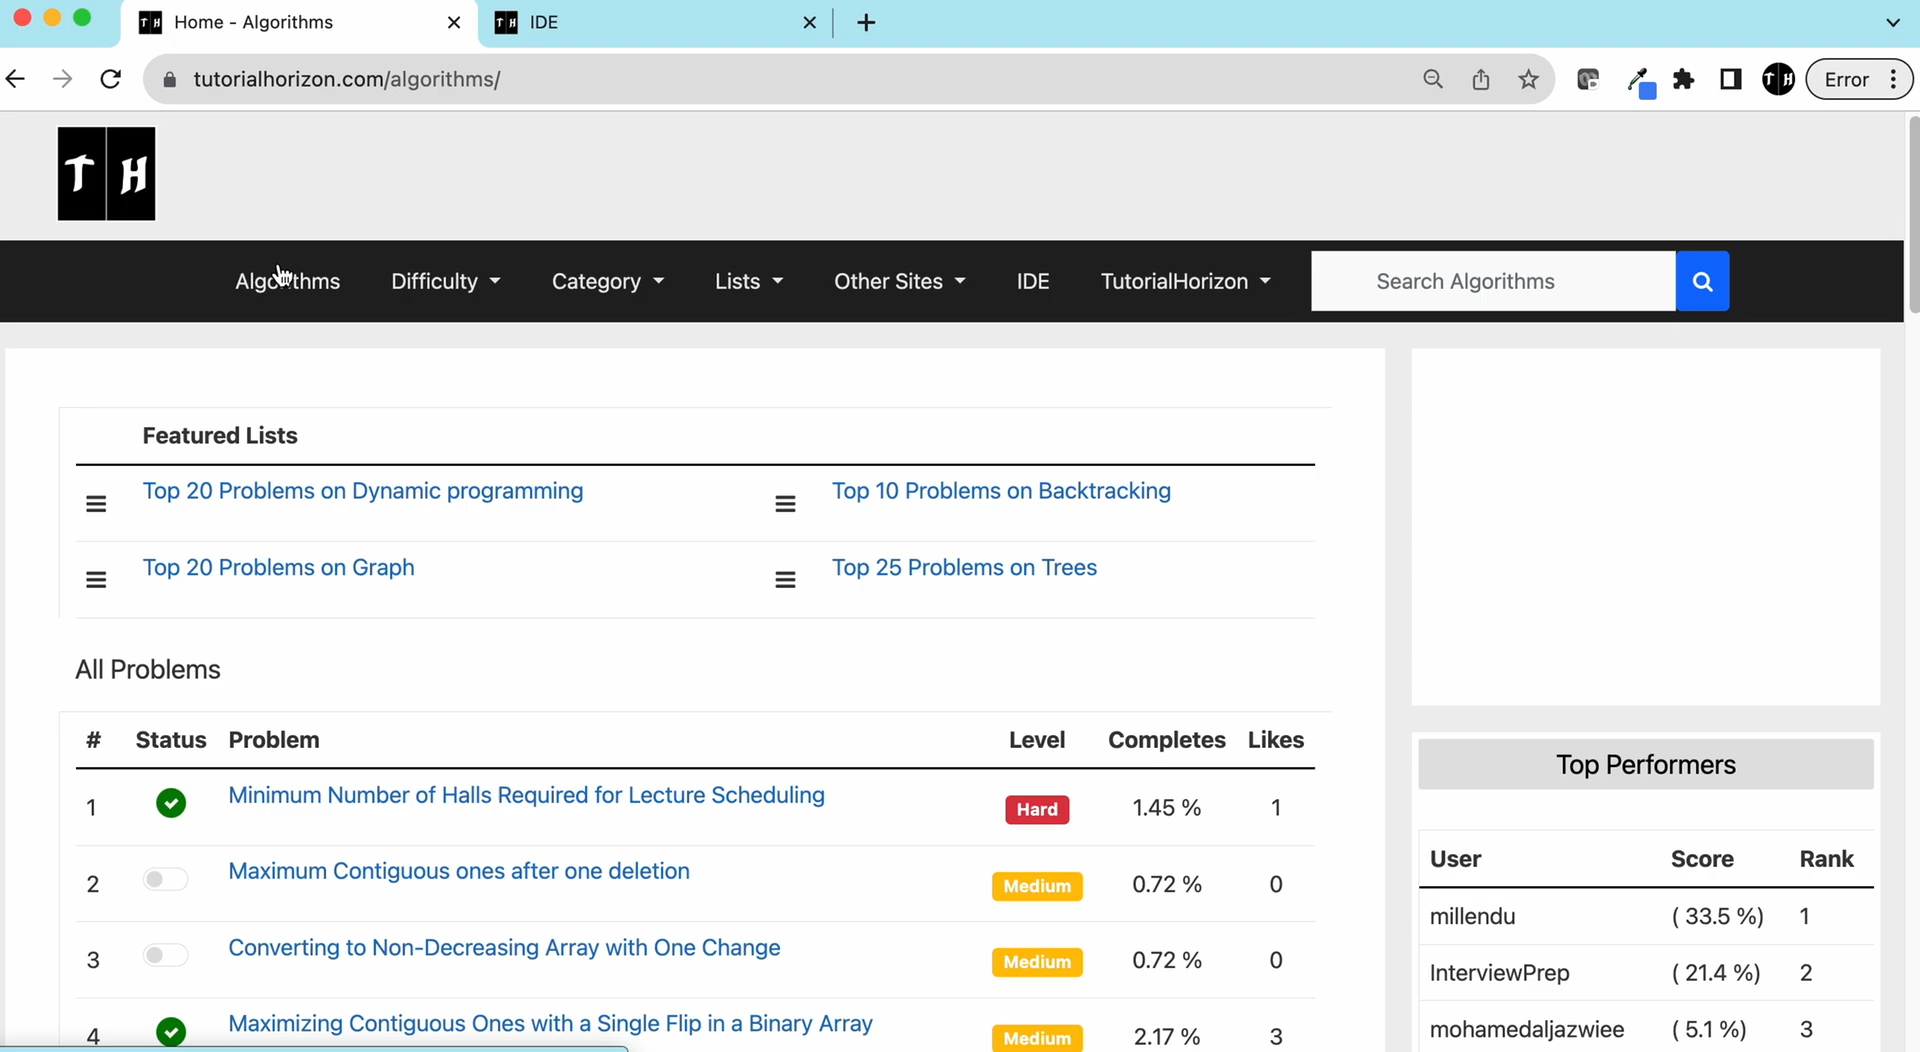 TH Home - Algorithms
TH IDE
tutorialhorizon.com/algorithms/
TH
Error
T H
Algorithms Difficulty Category Lists Other Sites IDE TutorialHorizon Search Algorithms
Featured Lists
Top 20 Problems on Dynamic programming
Top 10 Problems on Backtracking
Top 20 Problems on Graph
Top 25 Problems on Trees
All Problems
# Status Problem Level Completes Likes
1 Minimum Number of Halls Required for Lecture Scheduling Hard 1.45 % 1
2 Maximum Contiguous ones after one deletion Medium 0.72 % 0
3 Converting to Non-Decreasing Array with One Change Medium 0.72 % 0
4 Maximizing Contiguous Ones with a Single Flip in a Binary Array Medium 2.17 % 3
Top Performers
User Score Rank
millendu ( 33.5 %) 1
InterviewPrep ( 21.4 %) 2
mohamedaljazwiee ( 5.1 %) 3